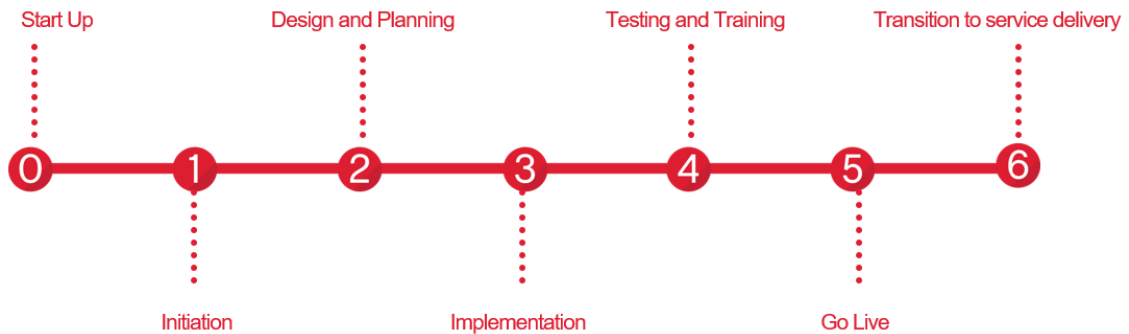 Start Up
Design and Planning
Testing and Training
Transition to service delivery
0
1
2
3
4
5
6
Initiation
Implementation
Go Live